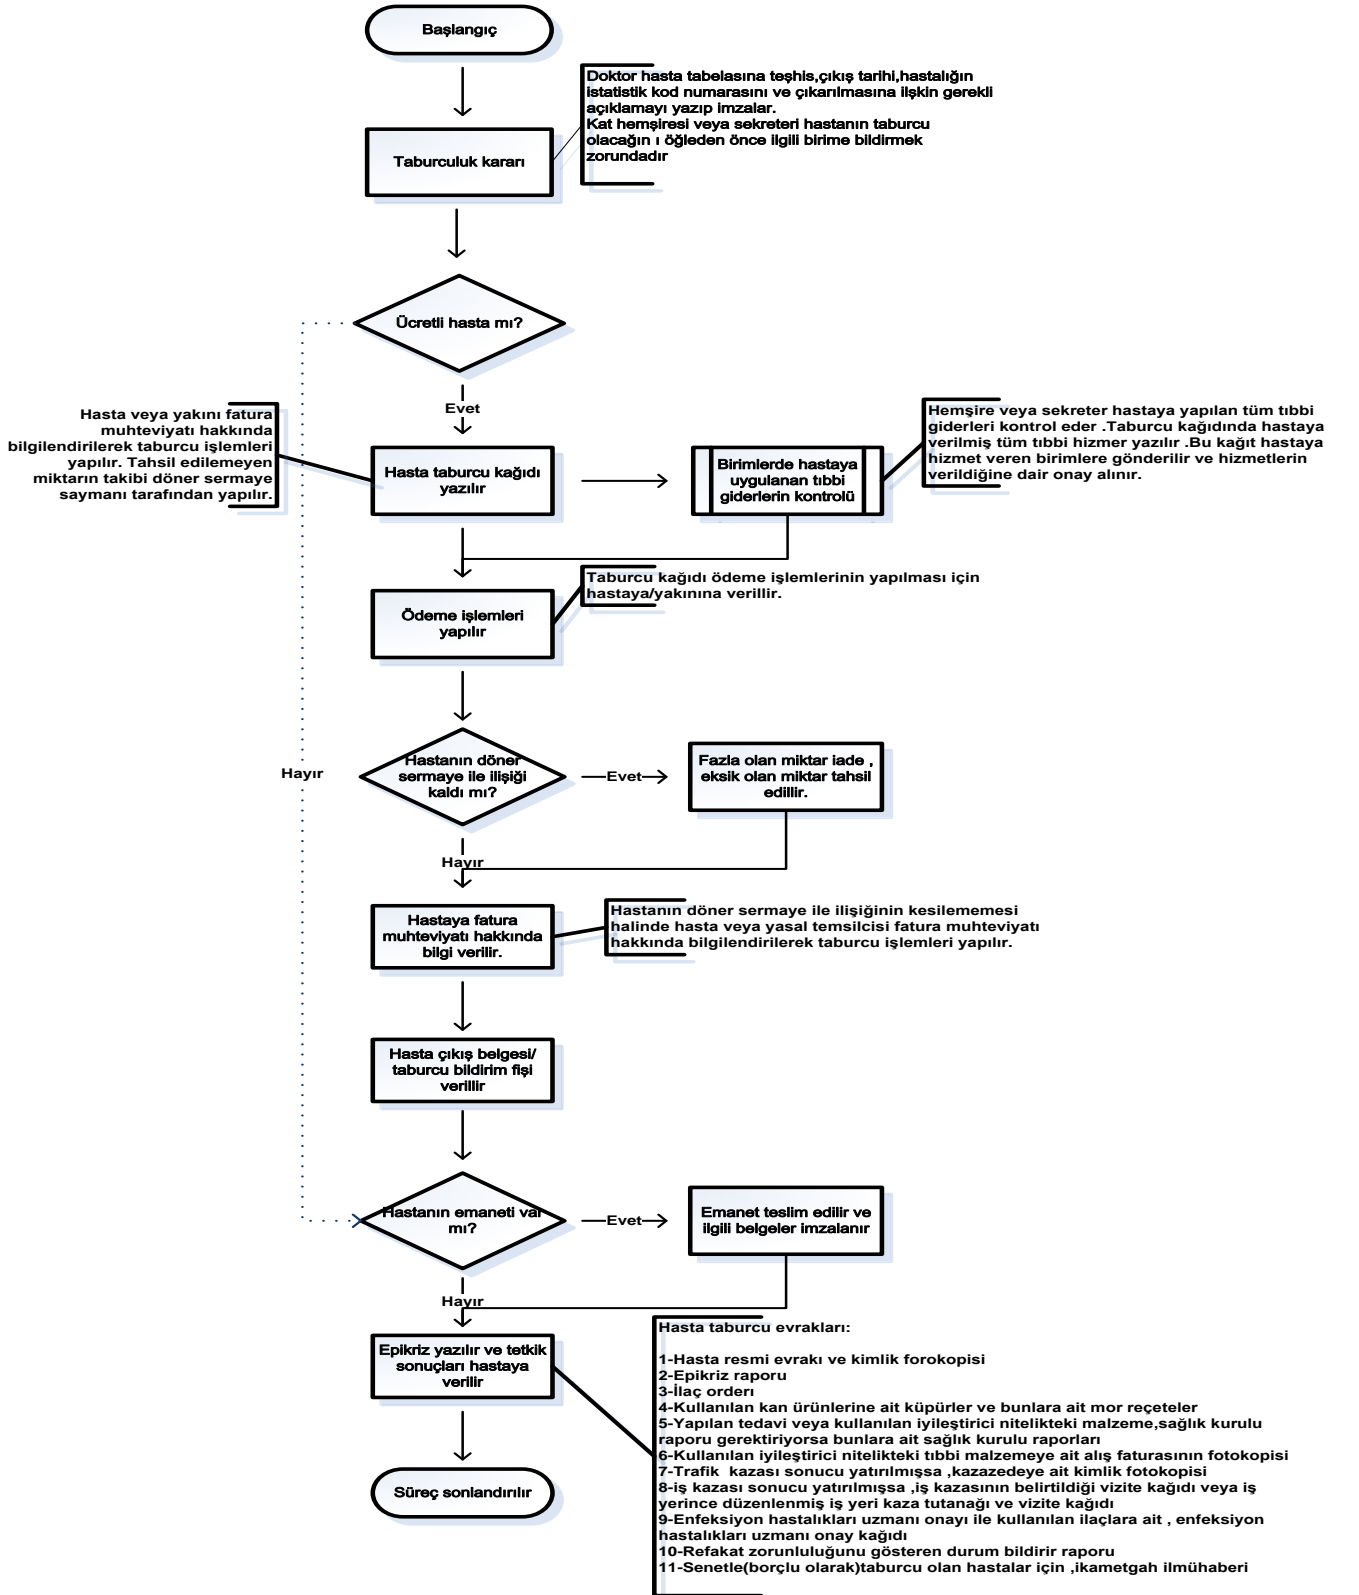 Başlangıç
Doktor hasta tabelasına teşhis,çıkış tarihi,hastalığın
istatistik kod numarasını ve çıkarılmasına ilşkin gerekli
açıklamayı yazıp imzalar.
Kat hemşiresi veya sekreteri hastanın taburcu
olacağın ı öğleden önce ilgili birime bildirmek
zorundadır
Taburculuk kararı
Ücretli hasta mı?
Evet
Hasta veya yakını fatura
muhteviyatı hakkında
bilgilendirilerek taburcu işlemleri
yapılır. Tahsil edilemeyen
miktarın takibi döner sermaye
saymanı tarafından yapılır.
Hasta taburcu kağıdı
yazılır
Birimlerde hastaya
uygulanan tıbbi
giderlerin kontrolü
Hemşire veya sekreter hastaya yapılan tüm tıbbi
giderleri kontrol eder .Taburcu kağıdında hastaya
verilmiş tüm tıbbi hizmer yazılır .Bu kağıt hastaya
hizmet veren birimlere gönderilir ve hizmetlerin
verildiğine dair onay alınır.
Ödeme işlemleri
yapılır
Taburcu kağıdı ödeme işlemlerinin yapılması için
hastaya/yakınına verillir.
Hayır
Hastanın döner
sermaye ile ilişiği
kaldı mı?
Evet
Fazla olan miktar iade ,
eksik olan miktar tahsil
edillir.
Hayır
Hastaya fatura
muhteviyatı hakkında
bilgi verilir.
Hastanın döner sermaye ile ilişiğinin kesilememesi
halinde hasta veya yasal temsilcisi fatura muhteviyatı
hakkında bilgilendirilerek taburcu işlemleri yapılır.
Hasta çıkış belgesi/
taburcu bildirim fişi
verillir
Hastanın emaneti var
mı?
Evet
Emanet teslim edilir ve
ilgili belgeler imzalanır
Hayır
Epikriz yazılır ve tetkik
sonuçları hastaya
verilir
Hasta taburcu evrakları:
1-Hasta resmi evrakı ve kimlik forokopisi
2-Epikriz raporu
3-İlaç orderı
4-Kullanılan kan ürünlerine ait küpürler ve bunlara ait mor reçeteler
5-Yapılan tedavi veya kullanılan iyileştirici nitelikteki malzeme,sağlık kurulu
raporu gerektiriyorsa bunlara ait sağlık kurulu raporları
6-Kullanılan iyileştirici nitelikteki tıbbi malzemeye ait alış faturasının fotokopisi
7-Trafik kazası sonucu yatırılmışsa ,kazazedeye ait kimlik fotokopisi
8-iş kazası sonucu yatırılmışsa ,iş kazasının belirtildiği vizite kağıdı veya iş
yerince düzenlenmiş iş yeri kaza tutanağı ve vizite kağıdı
9-Enfeksiyon hastalıkları uzmanı onayı ile kullanılan ilaçlara ait , enfeksiyon
hastalıkları uzmanı onay kağıdı
10-Refakat zorunluluğunu gösteren durum bildirir raporu
11-Senetle(borçlu olarak)taburcu olan hastalar için ,ikametgah ilmühaberi
Süreç sonlandırılır